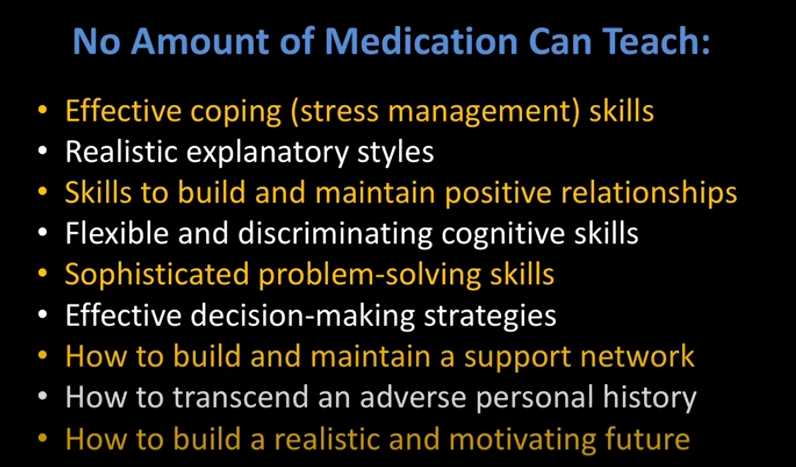 No Amount of Medication Can Teach:
• Effective coping (stress management) skills
• Realistic explanatory styles
• Skills to build and maintain positive relationships
• Flexible and discriminating cognitive skills
• Sophisticated problem-solving skills
• Effective decision-making strategies
• How to build and maintain a support network
• How to transcend an adverse personal history
• How to build a realistic and motivating future